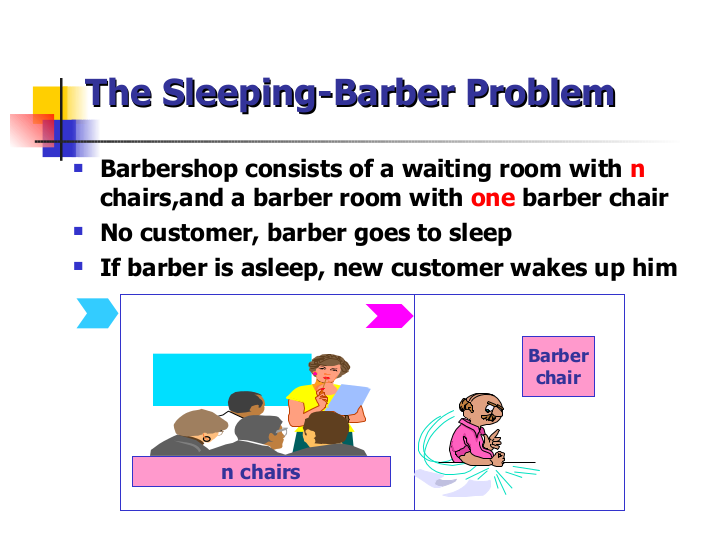 The Sleeping-Barber Problem
Barbershop consists of a waiting room with n
chairs,and a barber room with one barber chair
No customer, barber goes to sleep
If barber is asleep, new customer wakes up him
Barber
chair
n chairs